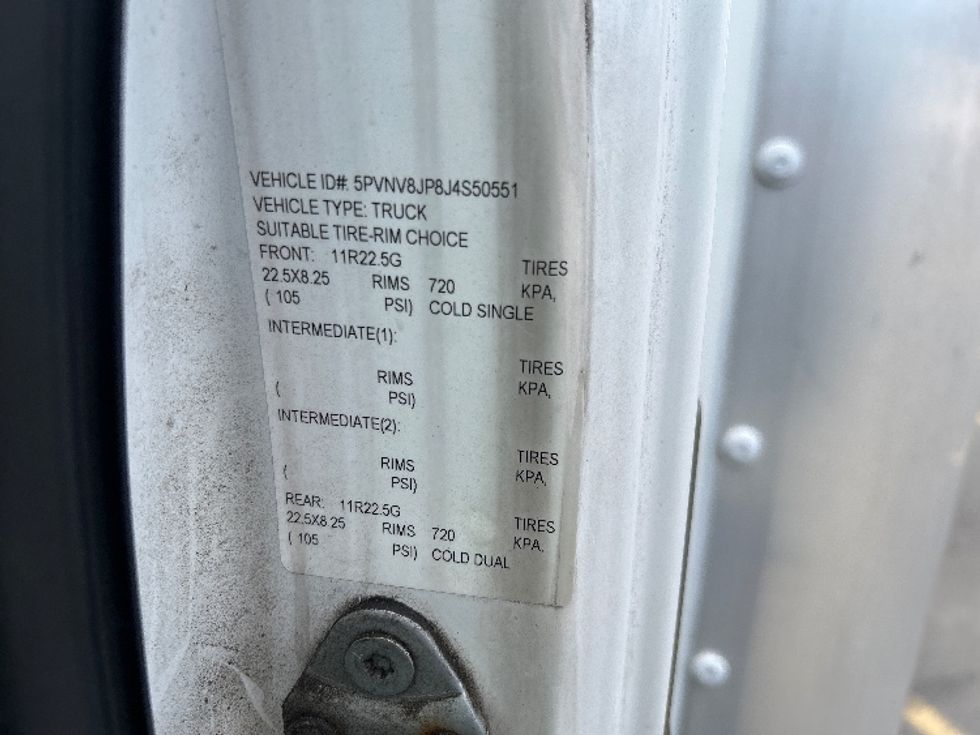 VEHICLE ID#: 5PVNV8JP8J4S50551
VEHICLE TYPE: TRUCK
SUITABLE TIRE-RIM CHOICE
FRONT: 11R22.5G TIRES
22.5X8.25 RIMS 720 KPA,
( 105 PSI) COLD SINGLE
INTERMEDIATE(1):
TIRES
RIMS KPA,
( PSI)
INTERMEDIATE(2):
TIRES
RIMS KPA,
( PSI)
REAR: 11R22.5G TIRES
22.5X8.25 RIMS 720 KPA,
( 105 PSI) COLD DUAL